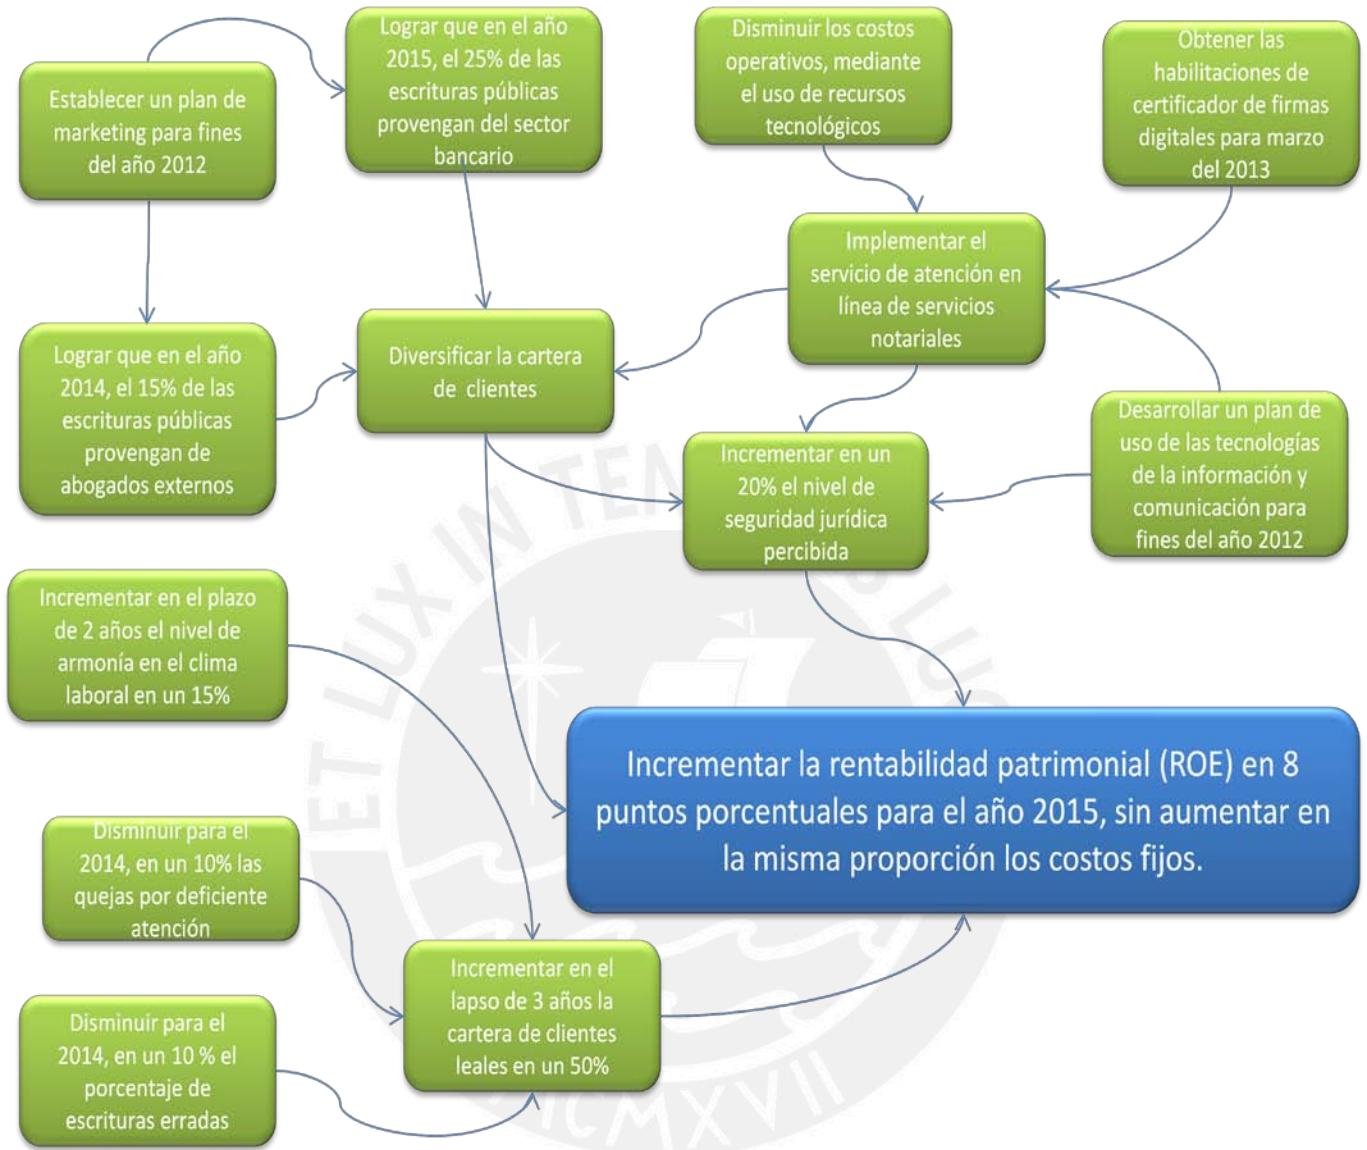 Establecer un plan de
marketing para fines
del año 2012
Lograr que en el año
2015, el 25% de las
escrituras públicas
provengan del sector
bancario
Disminuir los costos
operativos, mediante
el uso de recursos
tecnológicos
Obtener las
habilitaciones de
certificador de firmas
digitales para marzo
del 2013
Implementar el
servicio de atención en
línea de servicios
notariales
Lograr que en el año
2014, el 15% de las
escrituras públicas
provengan de
abogados externos
Diversificar la cartera
de clientes
Incrementar en un
20% el nivel de
seguridad jurídica
percibida
Desarrollar un plan de
uso de las tecnologías
de la información y
comunicación para
fines del año 2012
Incrementar en el plazo
de 2 años el nivel de
armonía en el clima
laboral en un 15%
Incrementar la rentabilidad patrimonial (ROE) en 8
puntos porcentuales para el año 2015, sin aumentar en
la misma proporción los costos fijos.
Disminuir para el
2014, en un 10% las
quejas por deficiente
atención
Incrementar en el
lapso de 3 años la
cartera de clientes
leales en un 50%
Disminuir para el
2014, en un 10 % el
porcentaje de
escrituras erradas
ET LUX IN